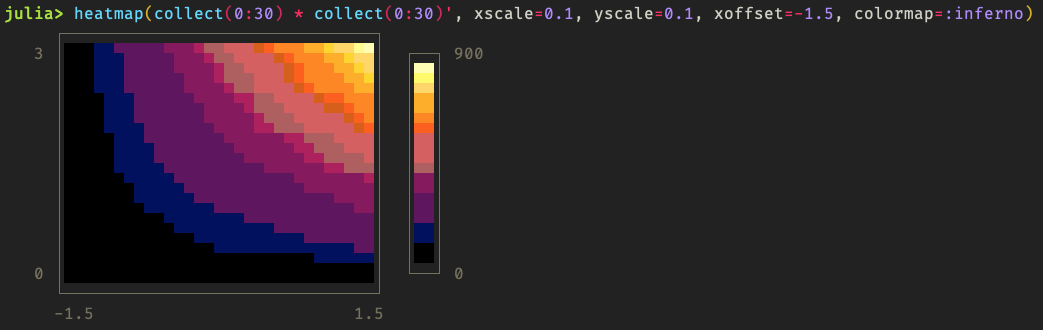 julia> heatmap(collect(0:30) * collect(0:30)', xscale=0.1, yscale=0.1, xoffset=-1.5, colormap=:inferno)
3 900
0 0
-1.5 1.5